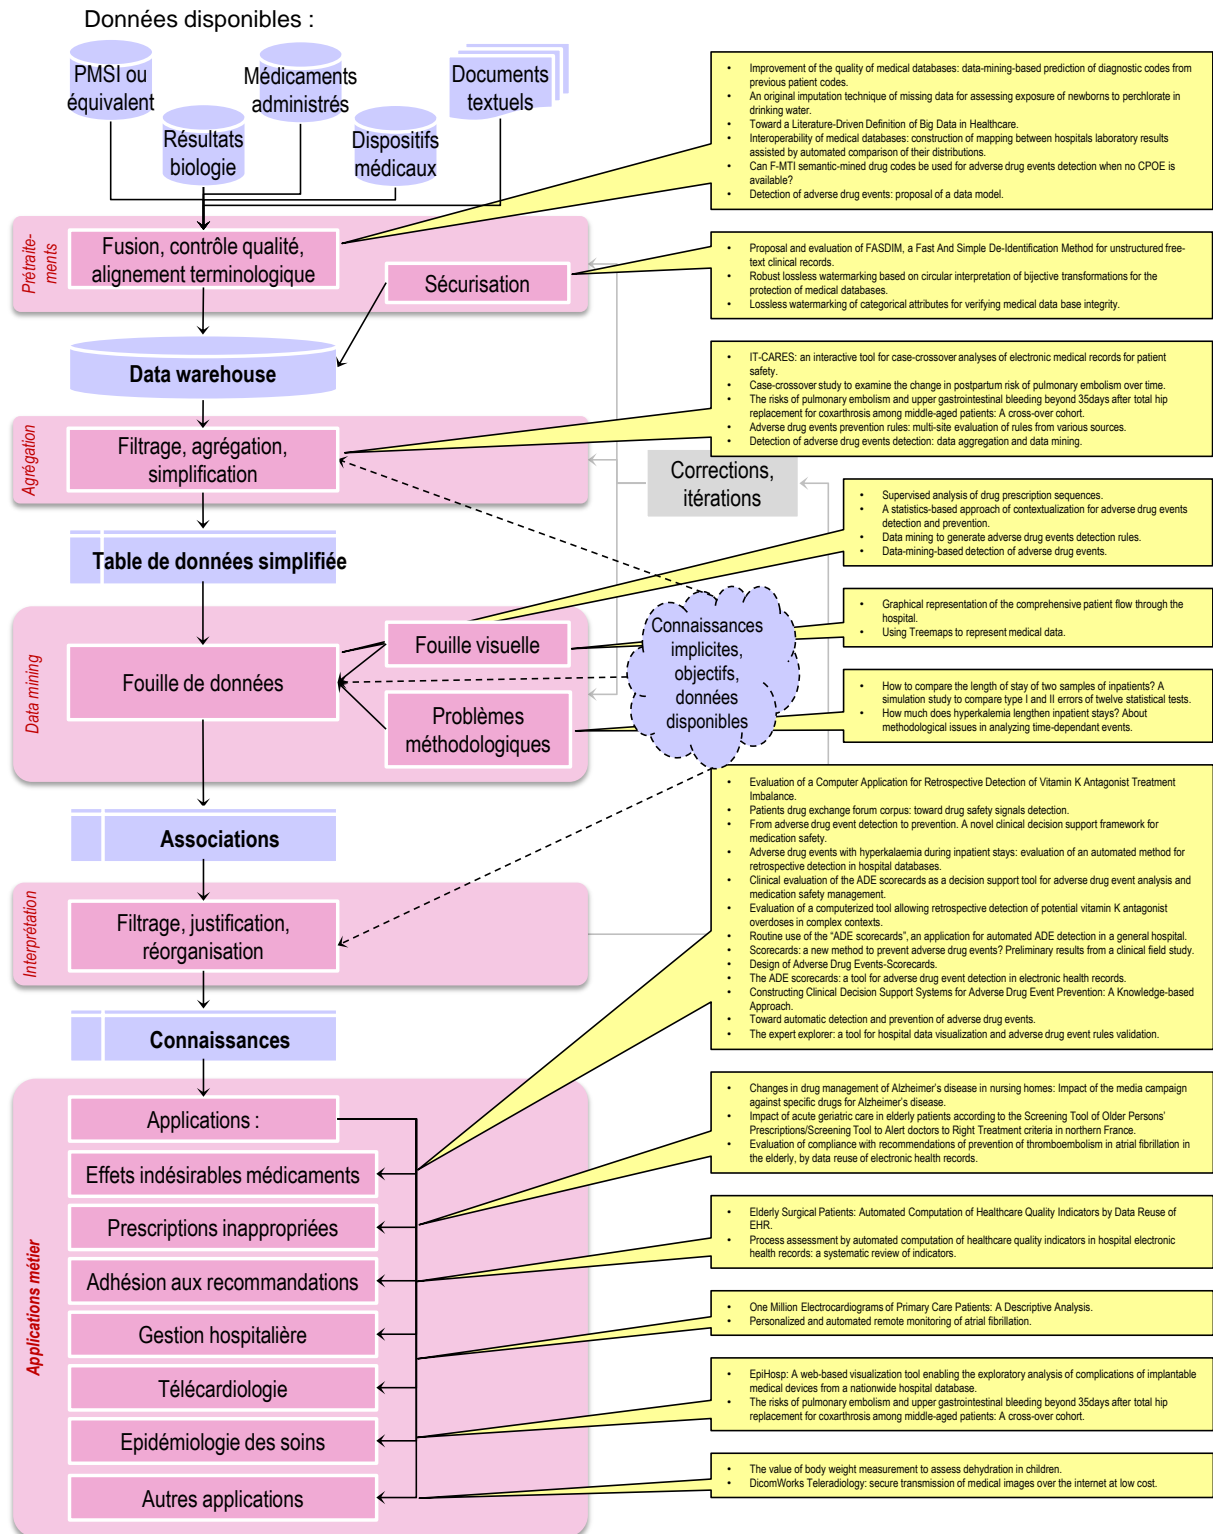 Données disponibles :
PMSI ou
équivalent
Médicaments
administrés
Documents
textuels
Résultats
biologie
Dispositifs
médicaux
Prétraite-
ments
Fusion, contrôle qualité,
alignement terminologique
Sécurisation
Data warehouse
Agrégation
Filtrage, agrégation,
simplification
Corrections,
itérations
Table de données simplifiée
Data mining
Fouille de données
Fouille visuelle
Problèmes
méthodologiques
Connaissances
implicites,
objectifs,
données
disponibles
Associations
Interprétation
Filtrage, justification,
réorganisation
Connaissances
Applications métier
Applications :
Effets indésirables médicaments
Prescriptions inappropriées
Adhésion aux recommandations
Gestion hospitalière
Télécardiologie
Epidémiologie des soins
Autres applications
• Improvement of the quality of medical databases: data-mining-based prediction of diagnostic codes from
previous patient codes.
• An original imputation technique of missing data for assessing exposure of newborns to perchlorate in
drinking water.
• Toward a Literature-Driven Definition of Big Data in Healthcare.
• Interoperability of medical databases: construction of mapping between hospitals laboratory results
assisted by automated comparison of their distributions.
• Can F-MTI semantic-mined drug codes be used for adverse drug events detection when no CPOE is
available?
• Detection of adverse drug events: proposal of a data model.
• Proposal and evaluation of FASDIM, a Fast And Simple De-Identification Method for unstructured free-
text clinical records.
• Robust lossless watermarking based on circular interpretation of bijective transformations for the
protection of medical databases.
• Lossless watermarking of categorical attributes for verifying medical data base integrity.
• IT-CARES: an interactive tool for case-crossover analyses of electronic medical records for patient
safety.
• Case-crossover study to examine the change in postpartum risk of pulmonary embolism over time.
• The risks of pulmonary embolism and upper gastrointestinal bleeding beyond 35days after total hip
replacement for coxarthrosis among middle-aged patients: A cross-over cohort.
• Adverse drug events prevention rules: multi-site evaluation of rules from various sources.
• Detection of adverse drug events detection: data aggregation and data mining.
• Supervised analysis of drug prescription sequences.
• A statistics-based approach of contextualization for adverse drug events
detection and prevention.
• Data mining to generate adverse drug events detection rules.
• Data-mining-based detection of adverse drug events.
• Graphical representation of the comprehensive patient flow through the
hospital.
• Using Treemaps to represent medical data.
• How to compare the length of stay of two samples of inpatients? A
simulation study to compare type I and II errors of twelve statistical tests.
• How much does hyperkalemia lengthen inpatient stays? About
methodological issues in analyzing time-dependant events.
• Evaluation of a Computer Application for Retrospective Detection of Vitamin K Antagonist Treatment
Imbalance.
• Patients drug exchange forum corpus: toward drug safety signals detection.
• From adverse drug event detection to prevention. A novel clinical decision support framework for
medication safety.
• Adverse drug events with hyperkalaemia during inpatient stays: evaluation of an automated method for
retrospective detection in hospital databases.
• Clinical evaluation of the ADE scorecards as a decision support tool for adverse drug event analysis and
medication safety management.
• Evaluation of a computerized tool allowing retrospective detection of potential vitamin K antagonist
overdoses in complex contexts.
• Routine use of the “ADE scorecards”, an application for automated ADE detection in a general hospital.
• Scorecards: a new method to prevent adverse drug events? Preliminary results from a clinical field study.
• Design of Adverse Drug Events-Scorecards.
• The ADE scorecards: a tool for adverse drug event detection in electronic health records.
• Constructing Clinical Decision Support Systems for Adverse Drug Event Prevention: A Knowledge-based
Approach.
• Toward automatic detection and prevention of adverse drug events.
• The expert explorer: a tool for hospital data visualization and adverse drug event rules validation.
• Changes in drug management of Alzheimer’s disease in nursing homes: Impact of the media campaign
against specific drugs for Alzheimer’s disease.
• Impact of acute geriatric care in elderly patients according to the Screening Tool of Older Persons’
Prescriptions/Screening Tool to Alert doctors to Right Treatment criteria in northern France.
• Evaluation of compliance with recommendations of prevention of thromboembolism in atrial fibrillation in
the elderly, by data reuse of electronic health records.
• Elderly Surgical Patients: Automated Computation of Healthcare Quality Indicators by Data Reuse of
EHR.
• Process assessment by automated computation of healthcare quality indicators in hospital electronic
health records: a systematic review of indicators.
• One Million Electrocardiograms of Primary Care Patients: A Descriptive Analysis.
• Personalized and automated remote monitoring of atrial fibrillation.
• EpiHosp: A web-based visualization tool enabling the exploratory analysis of complications of implantable
medical devices from a nationwide hospital database.
• The risks of pulmonary embolism and upper gastrointestinal bleeding beyond 35days after total hip
replacement for coxarthrosis among middle-aged patients: A cross-over cohort.
• The value of body weight measurement to assess dehydration in children.
• DicomWorks Teleradiology: secure transmission of medical images over the internet at low cost.